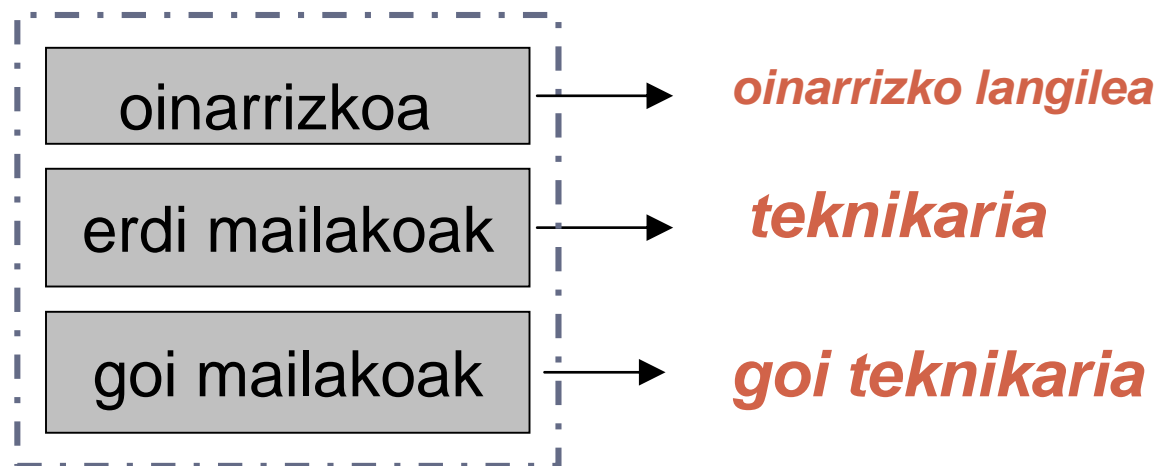 oinarrizkoa
oinarrizko langilea
erdi mailakoak
teknikaria
goi mailakoak
goi teknikaria